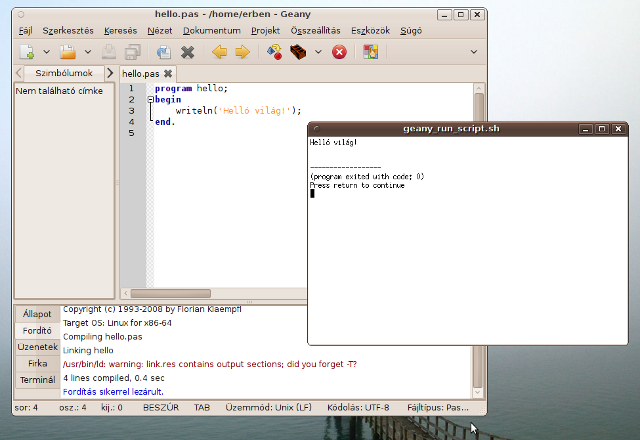 hello.pas - /home/erben - Geany
Fájl Szerkesztés Keresés Nézet Dokumentum Projekt Összeállítás Eszközök Súgó
Szimbólumok
hello.pas
Nem található címke
1 program hello;
2 begin
3 writeln('Helló világ!');
4 end.
5
geany_run_script.sh
Helló világ!
------------------
(program exited with code: 0)
Press return to continue
Állapot
Fordító
Üzenetek
Firka
Terminál
Copyright (c) 1993-2008 by Florian Klaempfl
Target OS: Linux for x86-64
Compiling hello.pas
Linking hello
/usr/bin/ld: warning: link.res contains output sections; did you forget -T?
4 lines compiled, 0.4 sec
Fordítás sikerrel lezárult.
sor: 4 osz.: 4 kij.: 0 BESZÚR TAB Üzemmód: Unix (LF) Kódolás: UTF-8 Fájltípus: Pas...